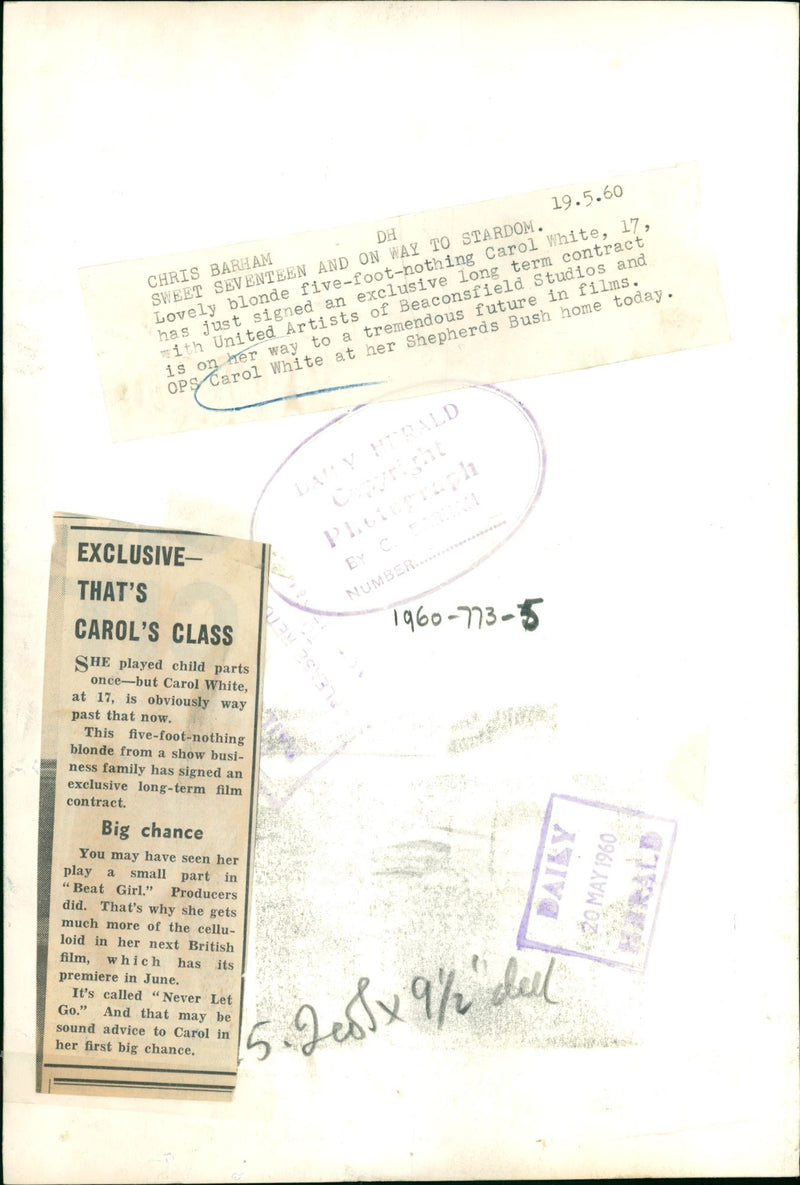 19.5.60
CHRIS BARHAM DH
SWEET SEVENTEEN AND ON WAY TO STARDOM.
Lovely blonde five-foot-nothing Carol White, 17,
has just signed an exclusive long term contract
with United Artists of Beaconsfield Studios and
is on her way to a tremendous future in films.
OPS Carol White at her Shepherds Bush home today.
DAILY HERALD
Copyright
Photograph
BY C.
NUMBER
PLEASE
1960-773-5
EXCLUSIVE—
THAT'S
CAROL'S CLASS
SHE played child parts
once—but Carol White,
at 17, is obviously way
past that now.
This five-foot-nothing
blonde from a show busi-
ness family has signed an
exclusive long-term film
contract.
Big chance
You may have seen her
play a small part in
"Beat Girl." Producers
did. That's why she gets
much more of the cellu-
loid in her next British
film, which has its
premiere in June.
It's called "Never Let
Go." And that may be
sound advice to Carol in
her first big chance.
DAILY
20 MAY 1960
HERALD
5. 2 cols x 9½"